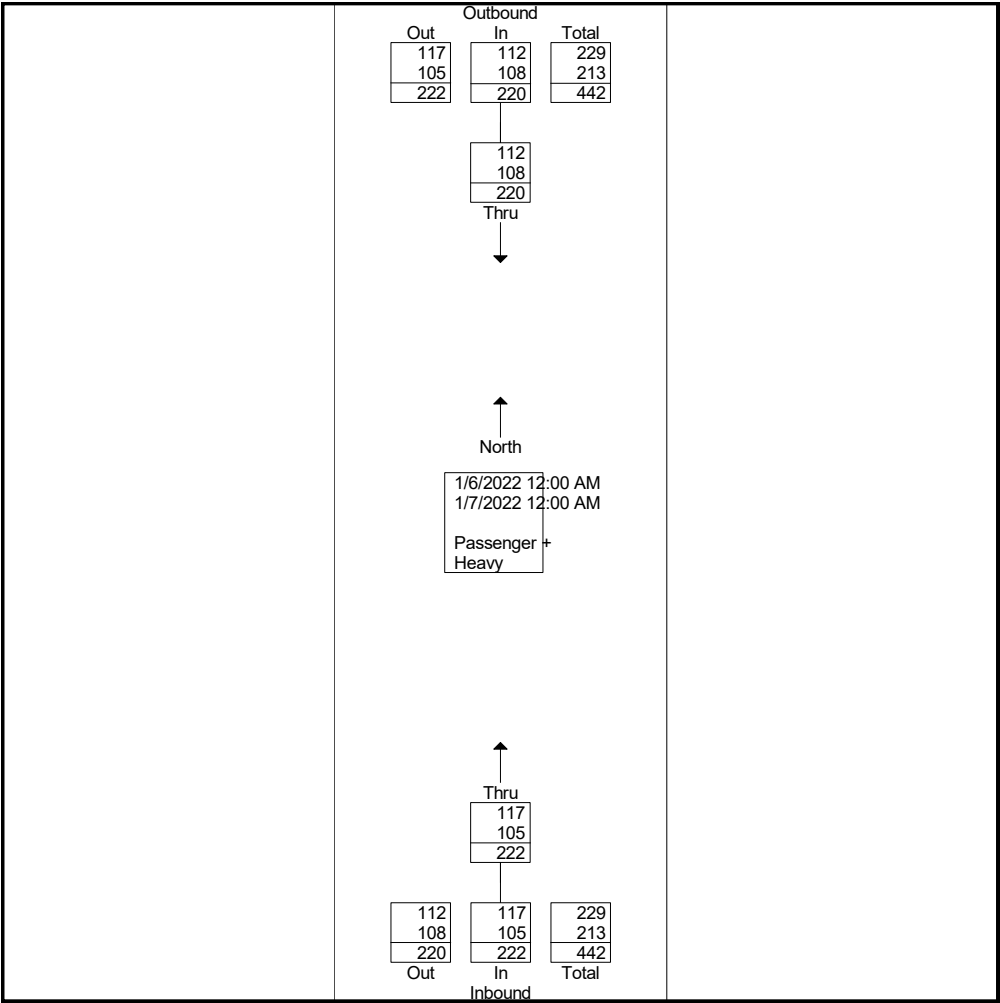 Outbound
Out In Total
117 112 229
105 108 213
222 220 442
112
108
220
Thru
North
1/6/2022 12:00 AM
1/7/2022 12:00 AM
Passenger +
Heavy
Thru
117
105
222
112 117 229
108 105 213
220 222 442
Out In Total
Inbound